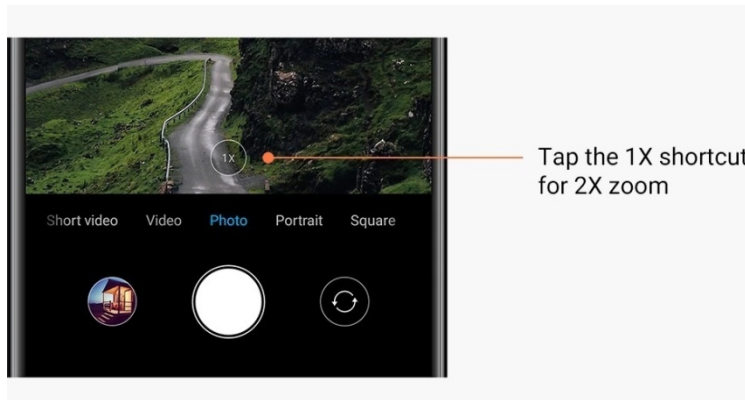 1X
Tap the 1X shortcut
for 2X zoom
Short video Video Photo Portrait Square